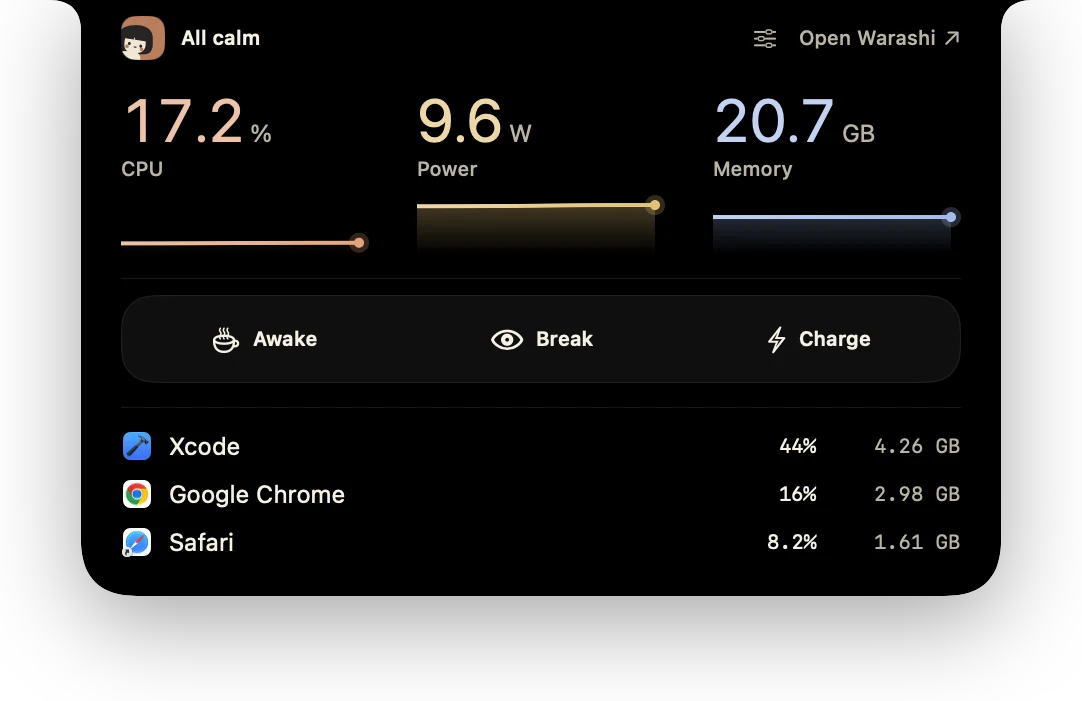 All calm
Open Warashi ↗
17.2 %
CPU
9.6 W
Power
20.7 GB
Memory
Awake
Break
Charge
Xcode 44% 4.26 GB
Google Chrome 16% 2.98 GB
Safari 8.2% 1.61 GB